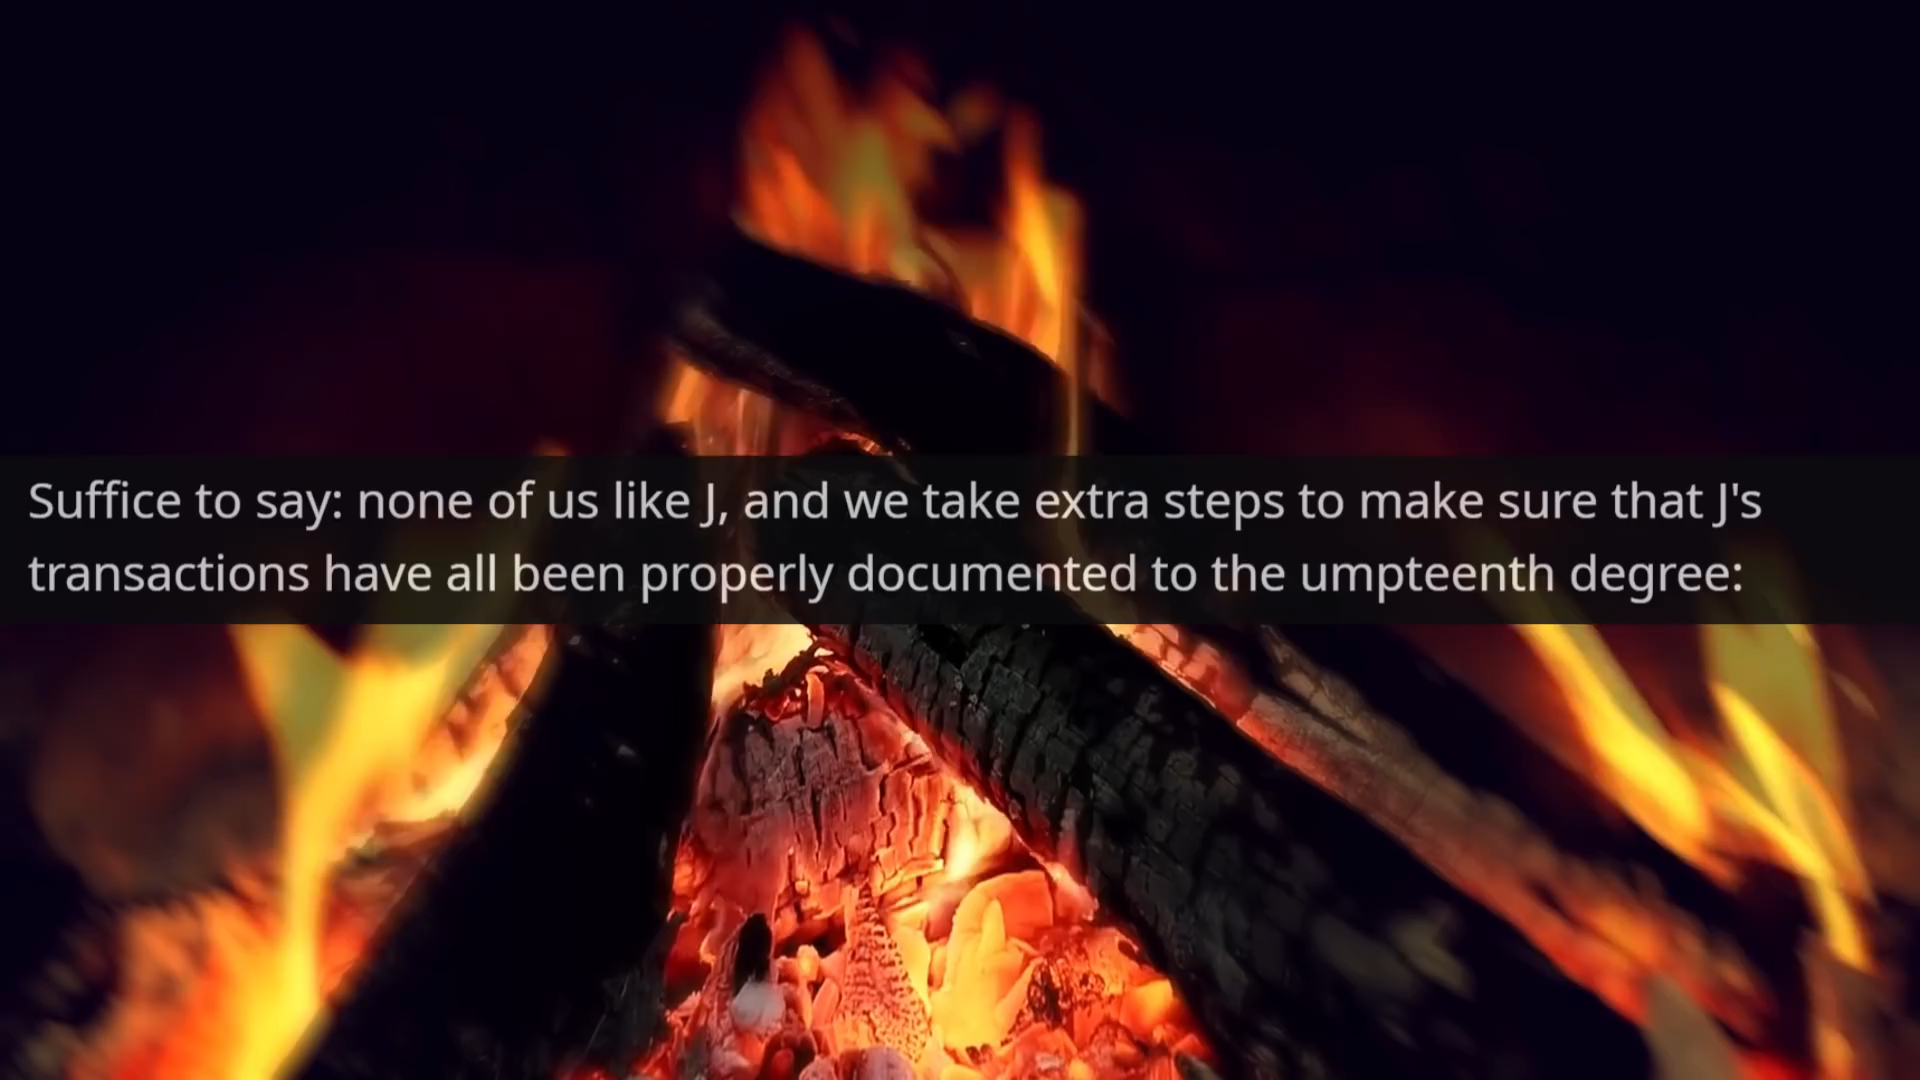 Suffice to say: none of us like J, and we take extra steps to make sure that J's
transactions have all been properly documented to the umpteenth degree: